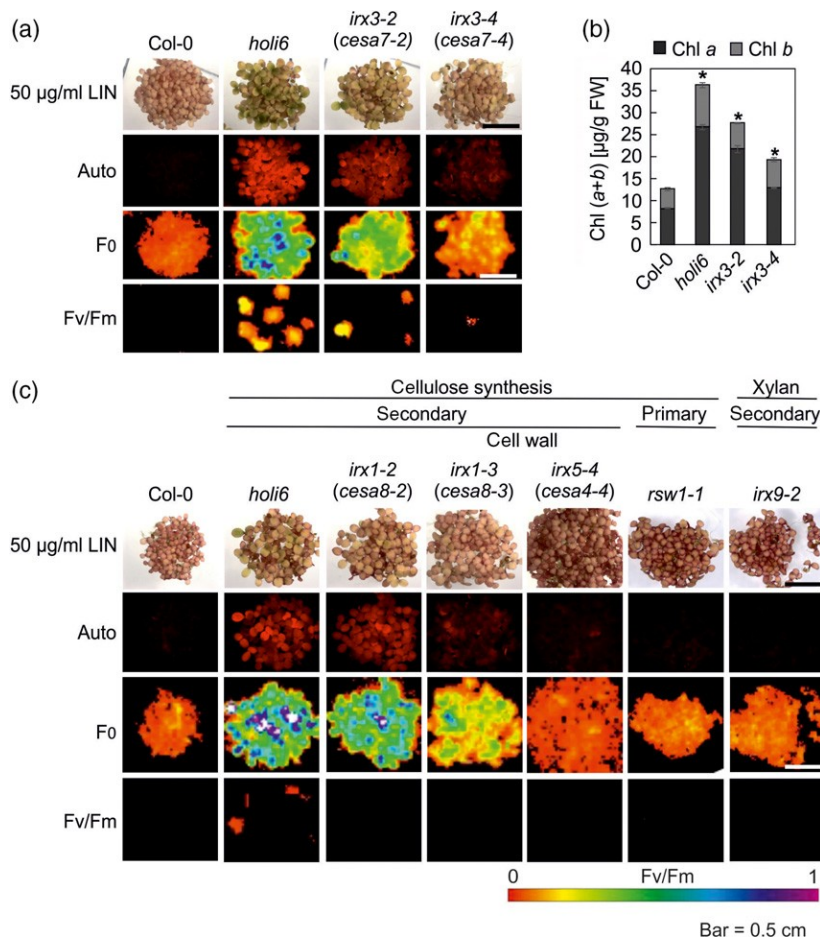 (a)
Col-0 holi6 irx3-2 (cesa7-2) irx3-4 (cesa7-4)
50 µg/ml LIN
Auto
F0
Fv/Fm
(b)
Chl a Chl b
Chl (a+b) [µg/g FW]
40
35
30
25
20
15
10
5
0
* * *
Col-0 holi6 irx3-2 irx3-4
(c)
Cellulose synthesis Xylan
Secondary Primary Secondary
Cell wall
Col-0 holi6 irx1-2 (cesa8-2) irx1-3 (cesa8-3) irx5-4 (cesa4-4) rsw1-1 irx9-2
50 µg/ml LIN
Auto
F0
Fv/Fm
0 Fv/Fm 1
Bar = 0.5 cm